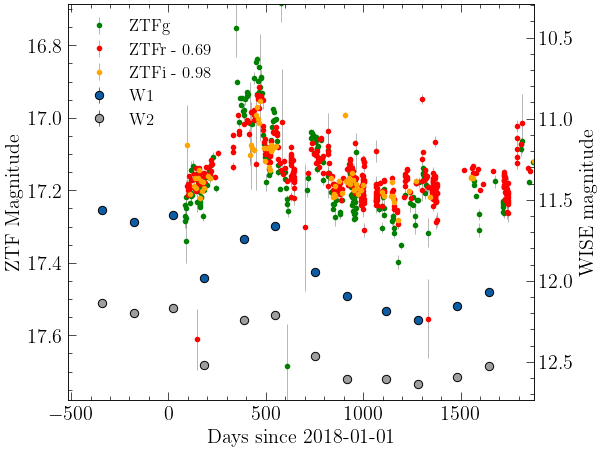 ZTFg
ZTFr - 0.69
ZTFi - 0.98
W1
W2
16.8
17.0
17.2
17.4
17.6
ZTF Magnitude
10.5
11.0
11.5
12.0
12.5
WISE magnitude
−500
0
500
1000
1500
Days since 2018-01-01